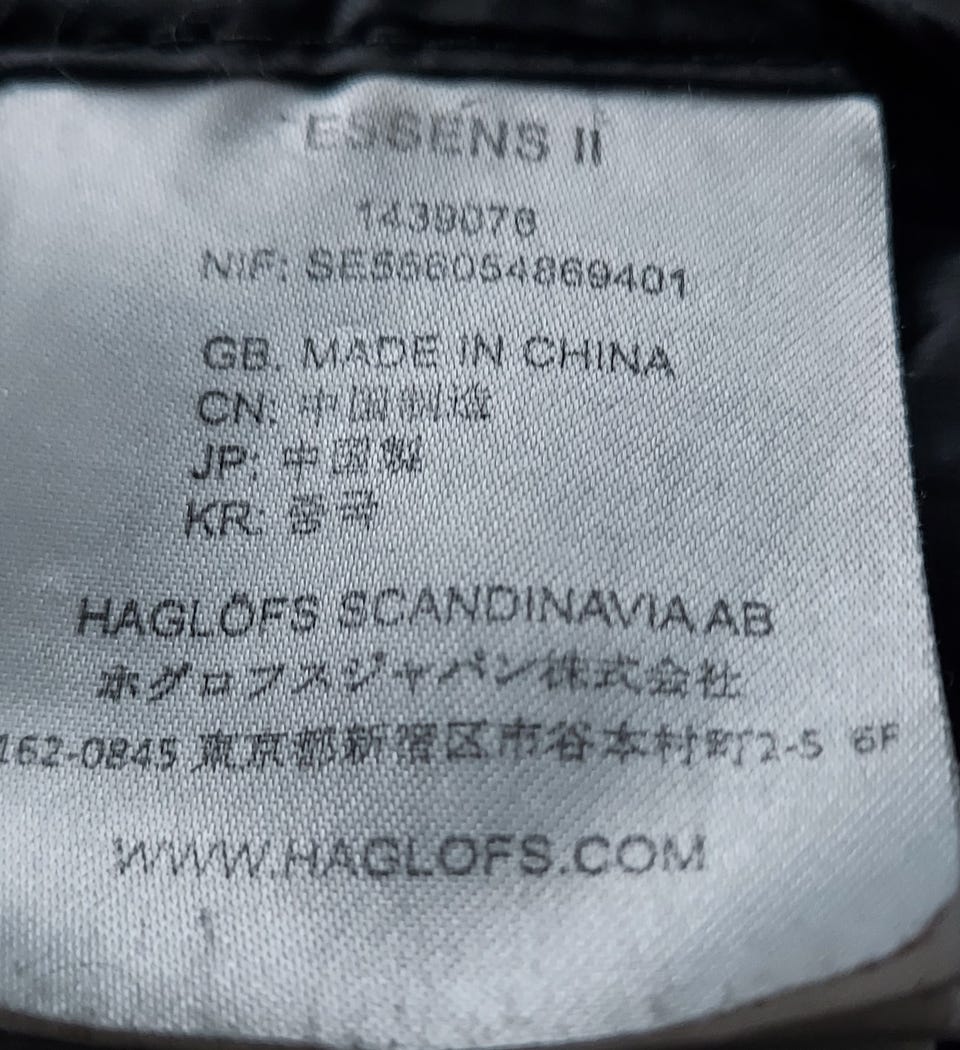 ESSENS II
1439076
NIF: SE556054869401
GB: MADE IN CHINA
CN: 中国制造
JP: 中国製
KR: 중국
HAGLÖFS SCANDINAVIA AB
ホグロフスジャパン株式会社
162-0845 東京都新宿区市谷本村町2-5 6F
WWW.HAGLOFS.COM